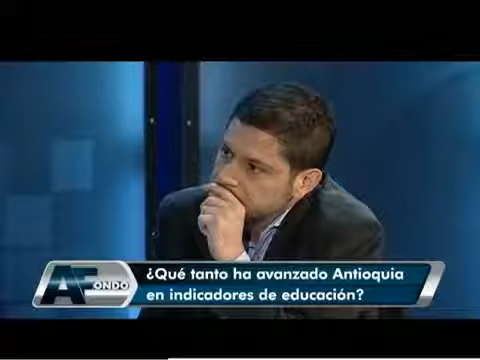 ¿Qué tanto ha avanzado Antioquia
AF ONDO
en indicadores de educación?